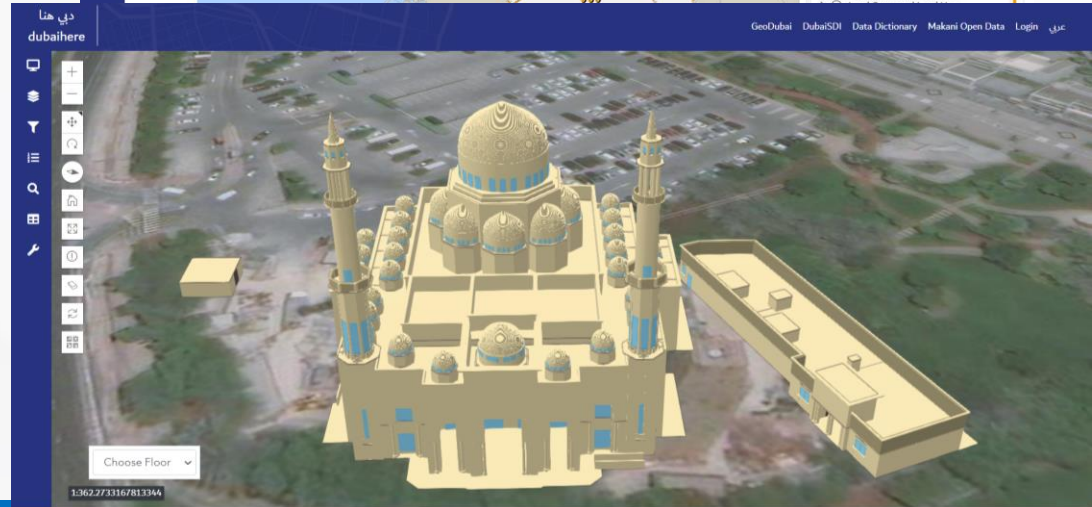 دبي هنا
dubaihere
GeoDubai DubaiSDI Data Dictionary Makani Open Data Login عربي
Choose Floor
1:362.2733167813344